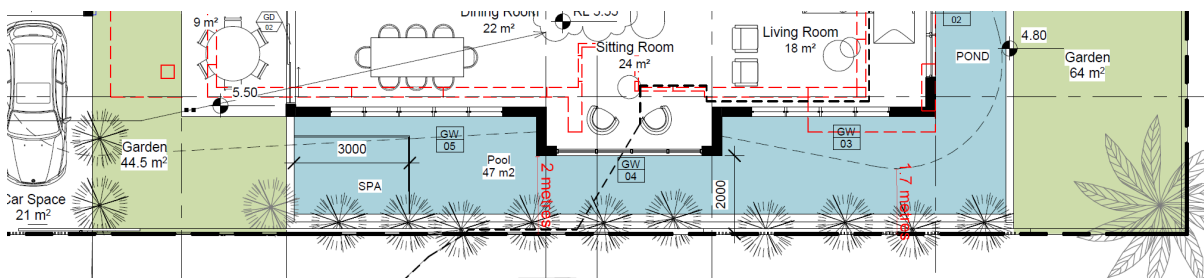 9 m²
GD
02
Dining Room
22 m²
RL 5.55
Sitting Room
24 m²
Living Room
18 m²
02
POND
4.80
Garden
64 m²
5.50
Garden
44.5 m²
3000
GW
05
Pool
47 m2
SPA
GW
04
GW
03
2 metres
2000
1.7 metres
Car Space
21 m²